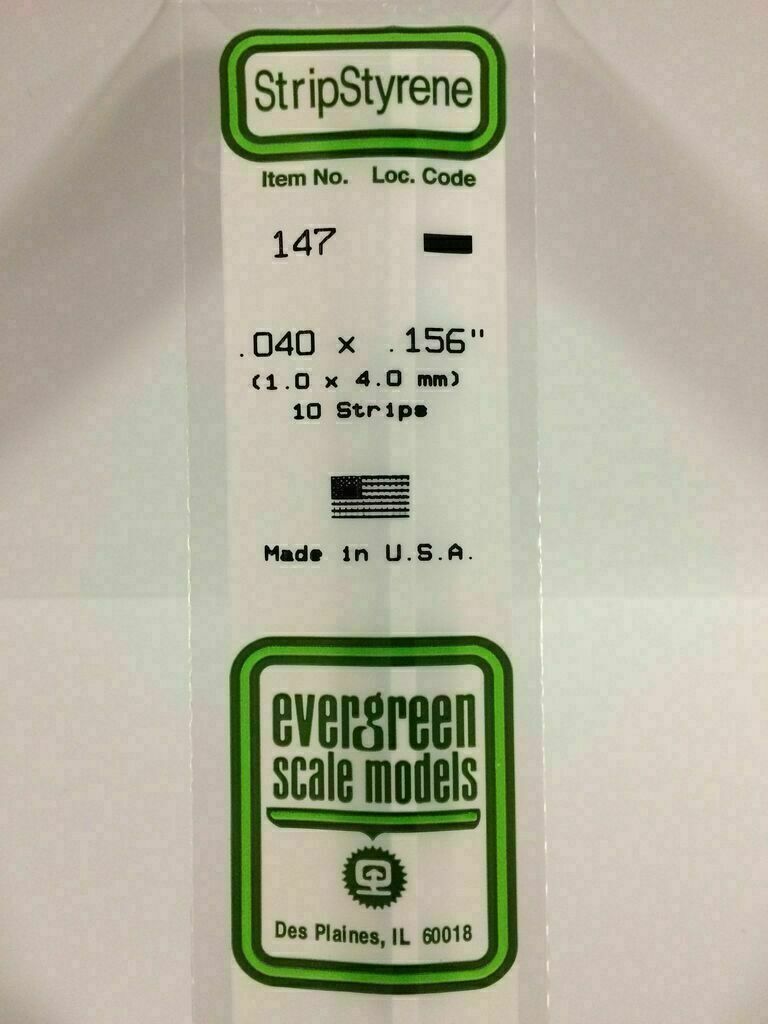 StripStyrene
Item No. Loc. Code
147
.040 x .156"
(1.0 x 4.0 mm)
10 Strips
Made in U.S.A.
evergreen
scale models
Des Plaines, IL 60018